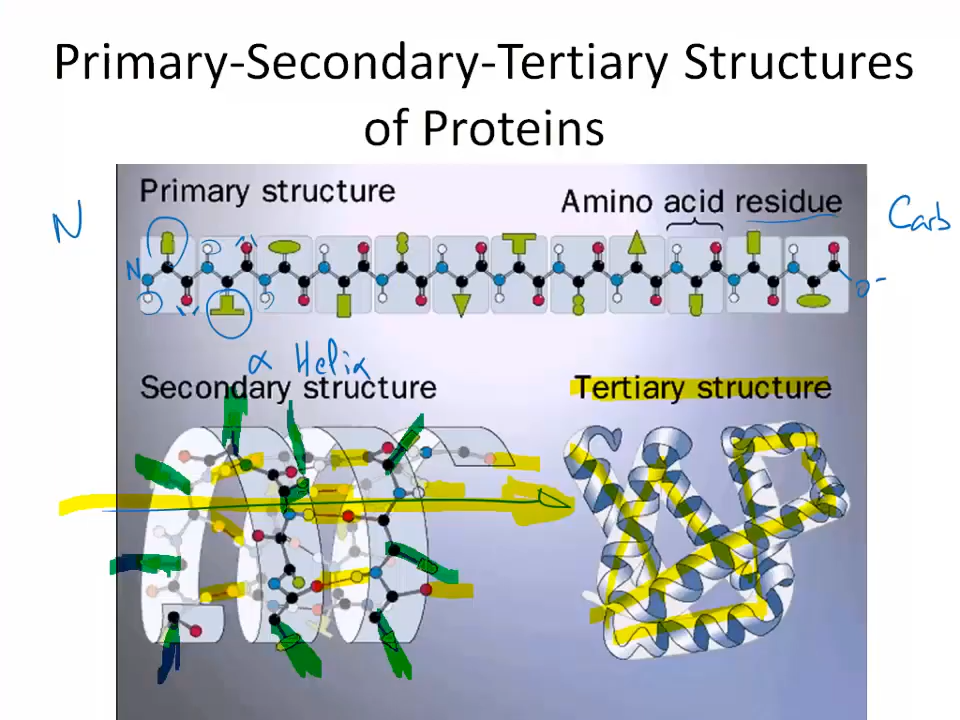 Primary-Secondary-Tertiary Structures
of Proteins
Primary structure
Amino acid residue
N
Carb
N
O-
α Helix
Secondary structure
Tertiary structure